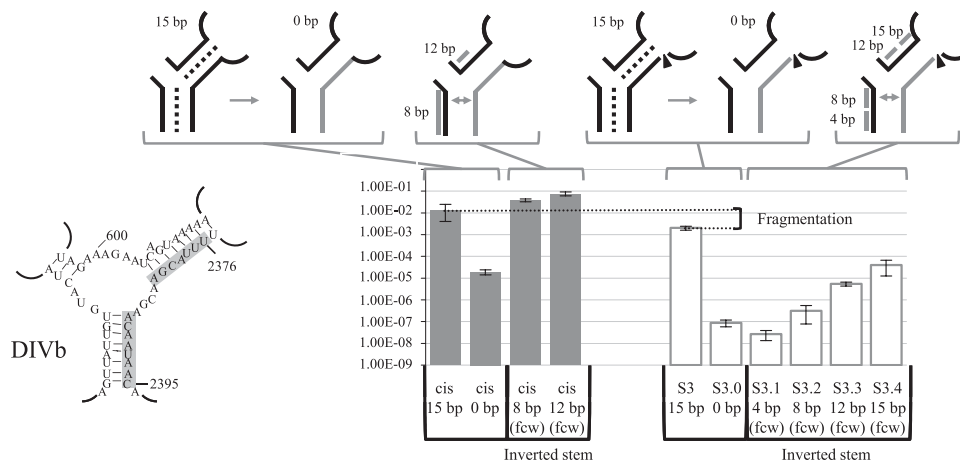 15 bp
0 bp
12 bp
8 bp
15 bp
0 bp
15 bp
12 bp
8 bp
4 bp
1.00E-01
1.00E-02
1.00E-03
1.00E-04
1.00E-05
1.00E-06
1.00E-07
1.00E-08
1.00E-09
Fragmentation
600
2376
2395
DIVb
cis 15 bp
cis 0 bp
cis 8 bp (fcw)
cis 12 bp (fcw)
S3 15 bp
S3.0 0 bp
S3.1 4 bp (fcw)
S3.2 8 bp (fcw)
S3.3 12 bp (fcw)
S3.4 15 bp (fcw)
Inverted stem
Inverted stem